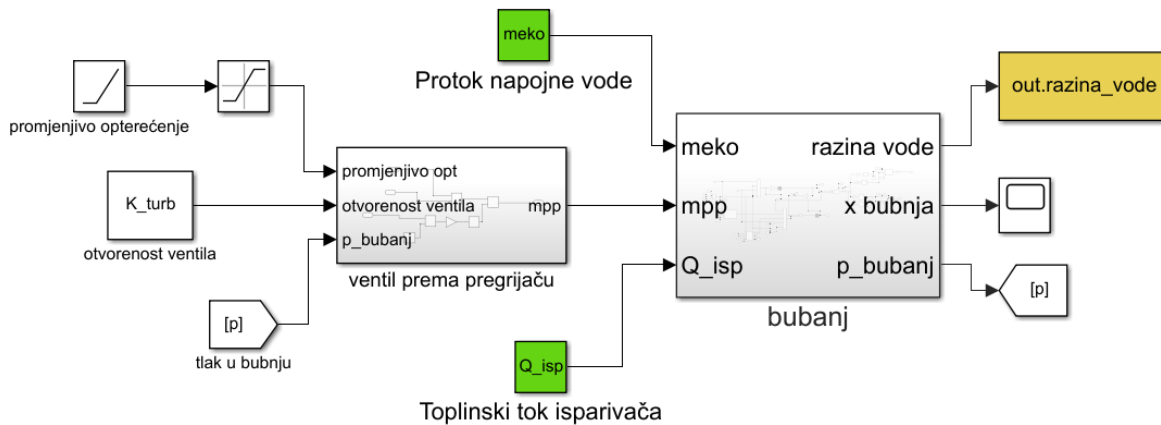 meko
Protok napojne vode
promjenjivo opterećenje
K_turb
otvorenost ventila
[p]
tlak u bubnju
promjenjivo opt
otvorenost ventila
p_bubanj
mpp
ventil prema pregrijaču
Q_isp
Toplinski tok isparivača
meko
mpp
Q_isp
razina vode
x bubnja
p_bubanj
bubanj
out.razina_vode
[p]